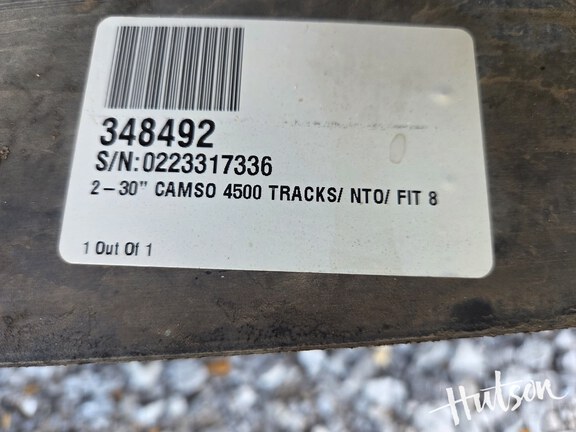 348492
S/N:0223317336
2-30" CAMSO 4500 TRACKS/ NTO/ FIT 8
1 Out Of 1
Hutson